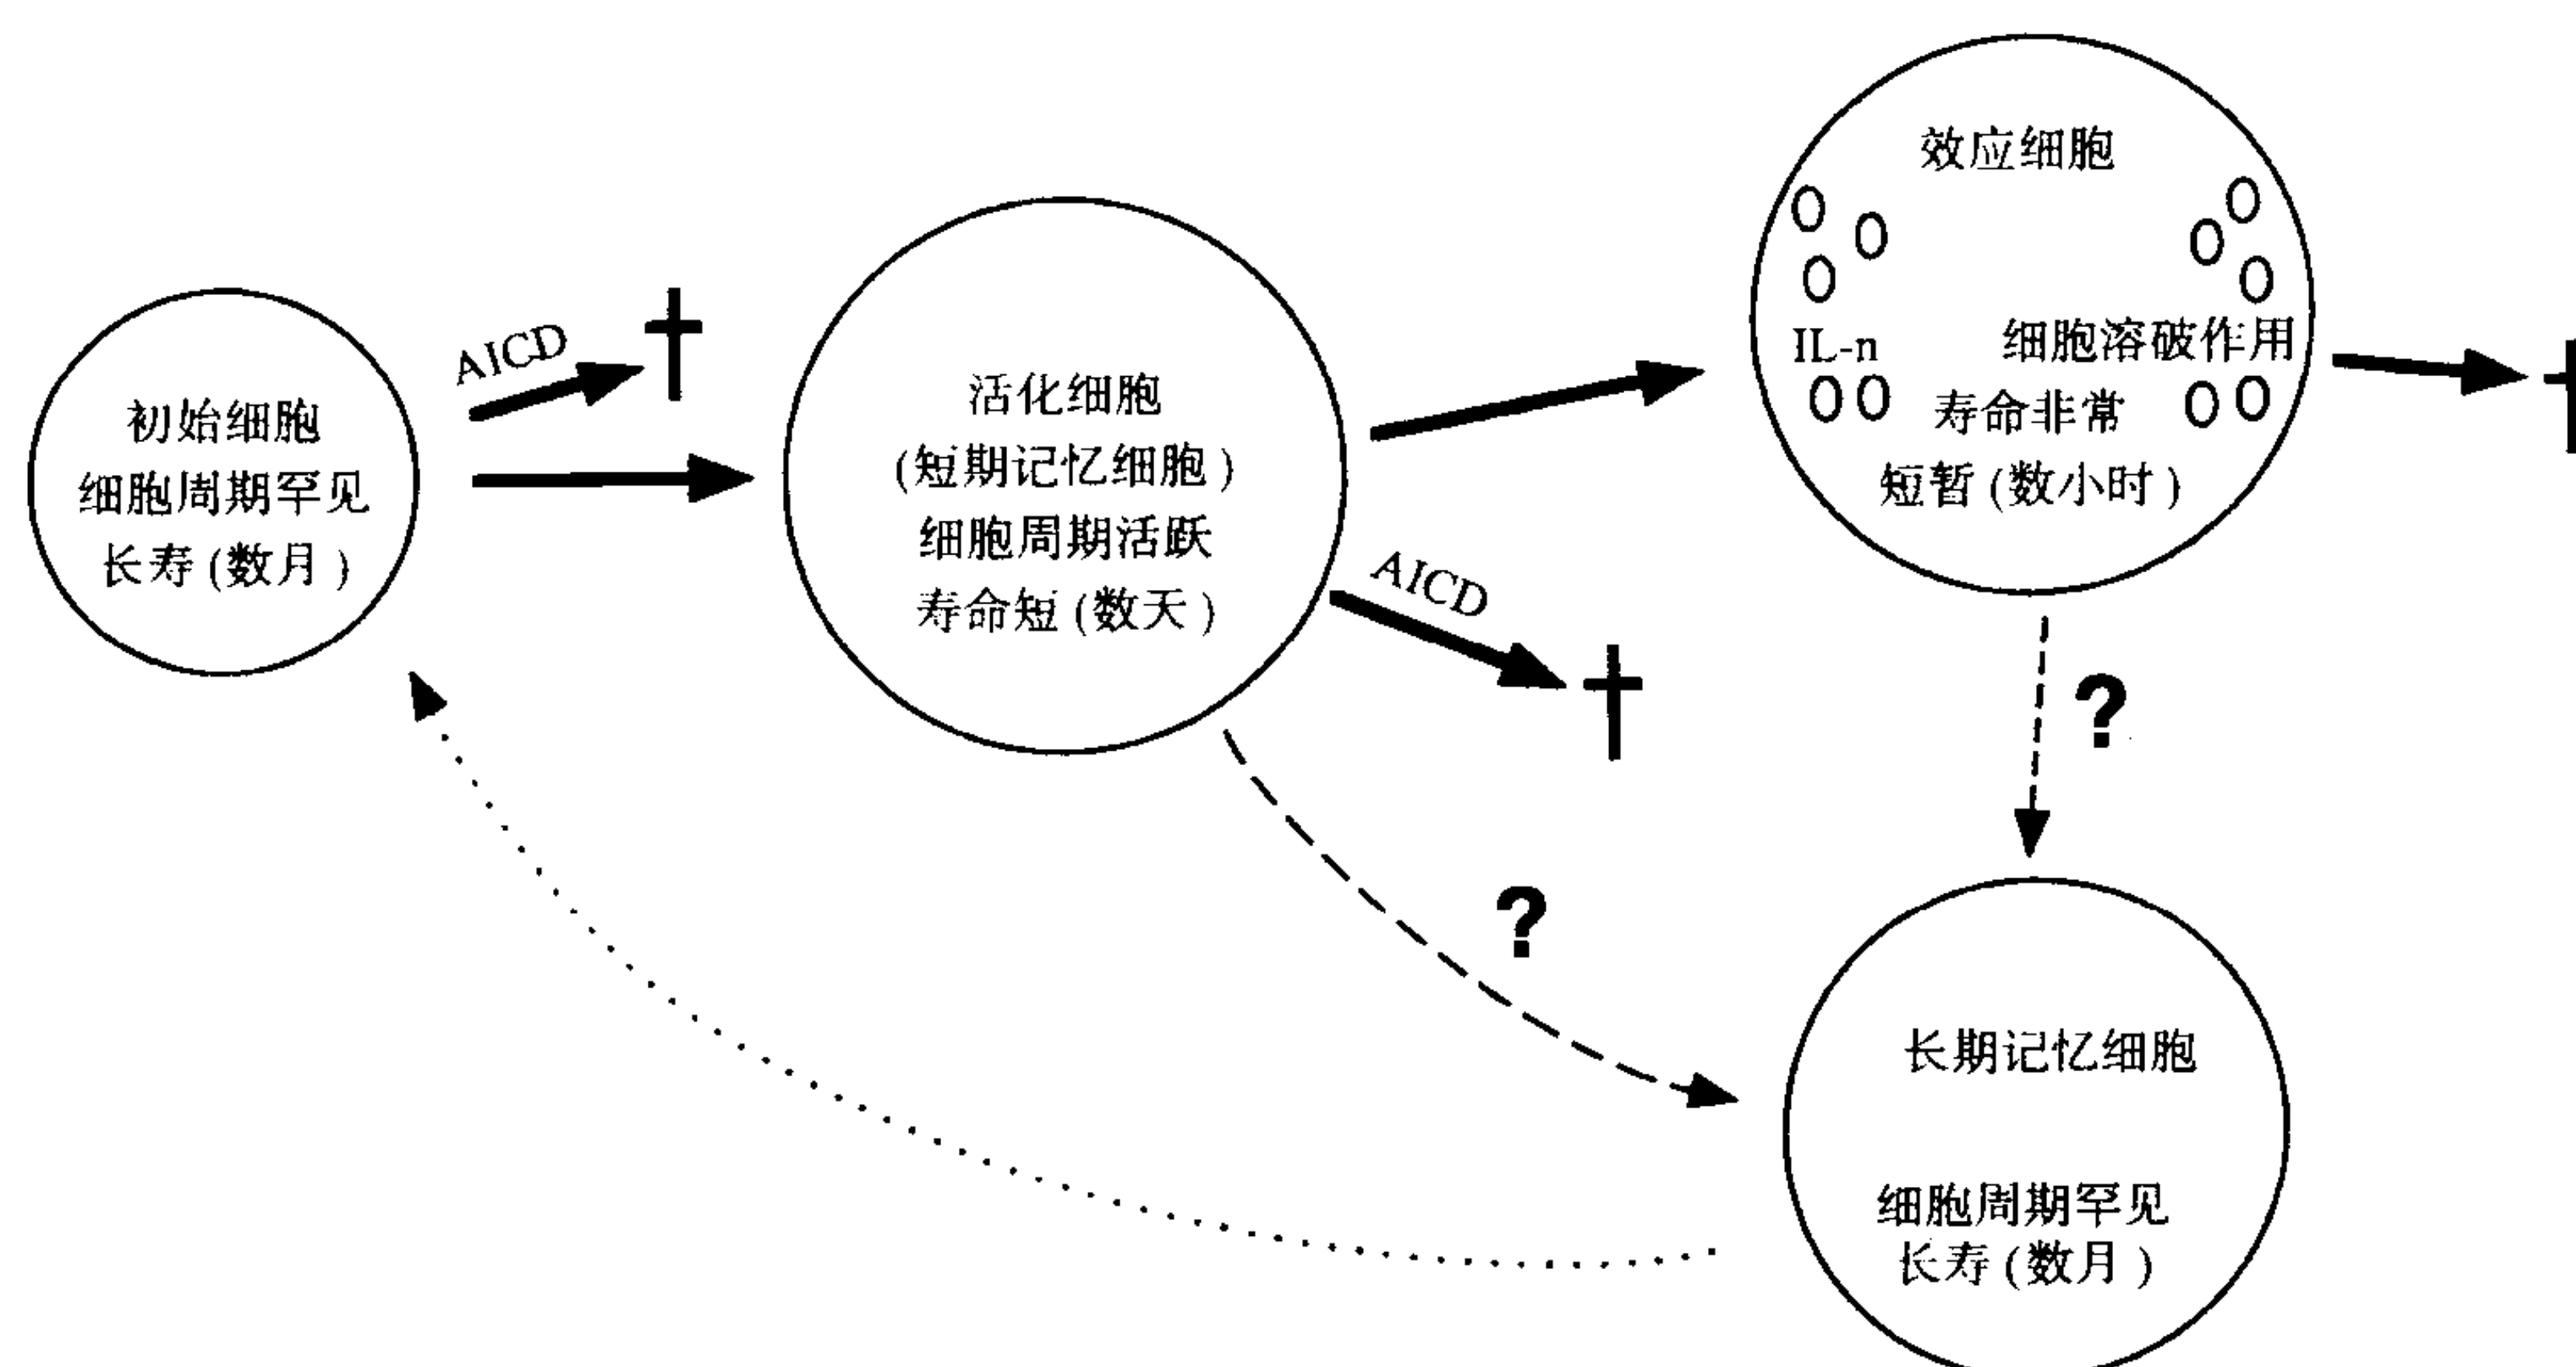 初始细胞
细胞周期罕见
长寿(数月)
AICD
活化细胞
(短期记忆细胞)
细胞周期活跃
寿命短(数天)
AICD
效应细胞
IL-n
细胞溶破作用
寿命非常
短暂(数小时)
?
?
长期记忆细胞
细胞周期罕见
长寿(数月)